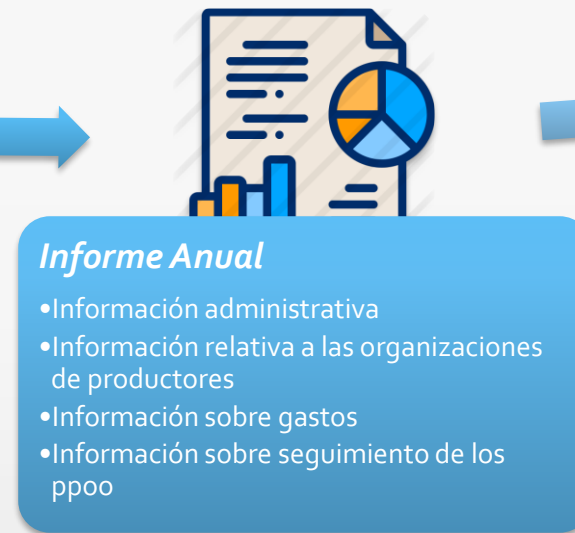 Informe Anual
•Información administrativa
•Información relativa a las organizaciones
de productores
•Información sobre gastos
•Información sobre seguimiento de los
ppoo